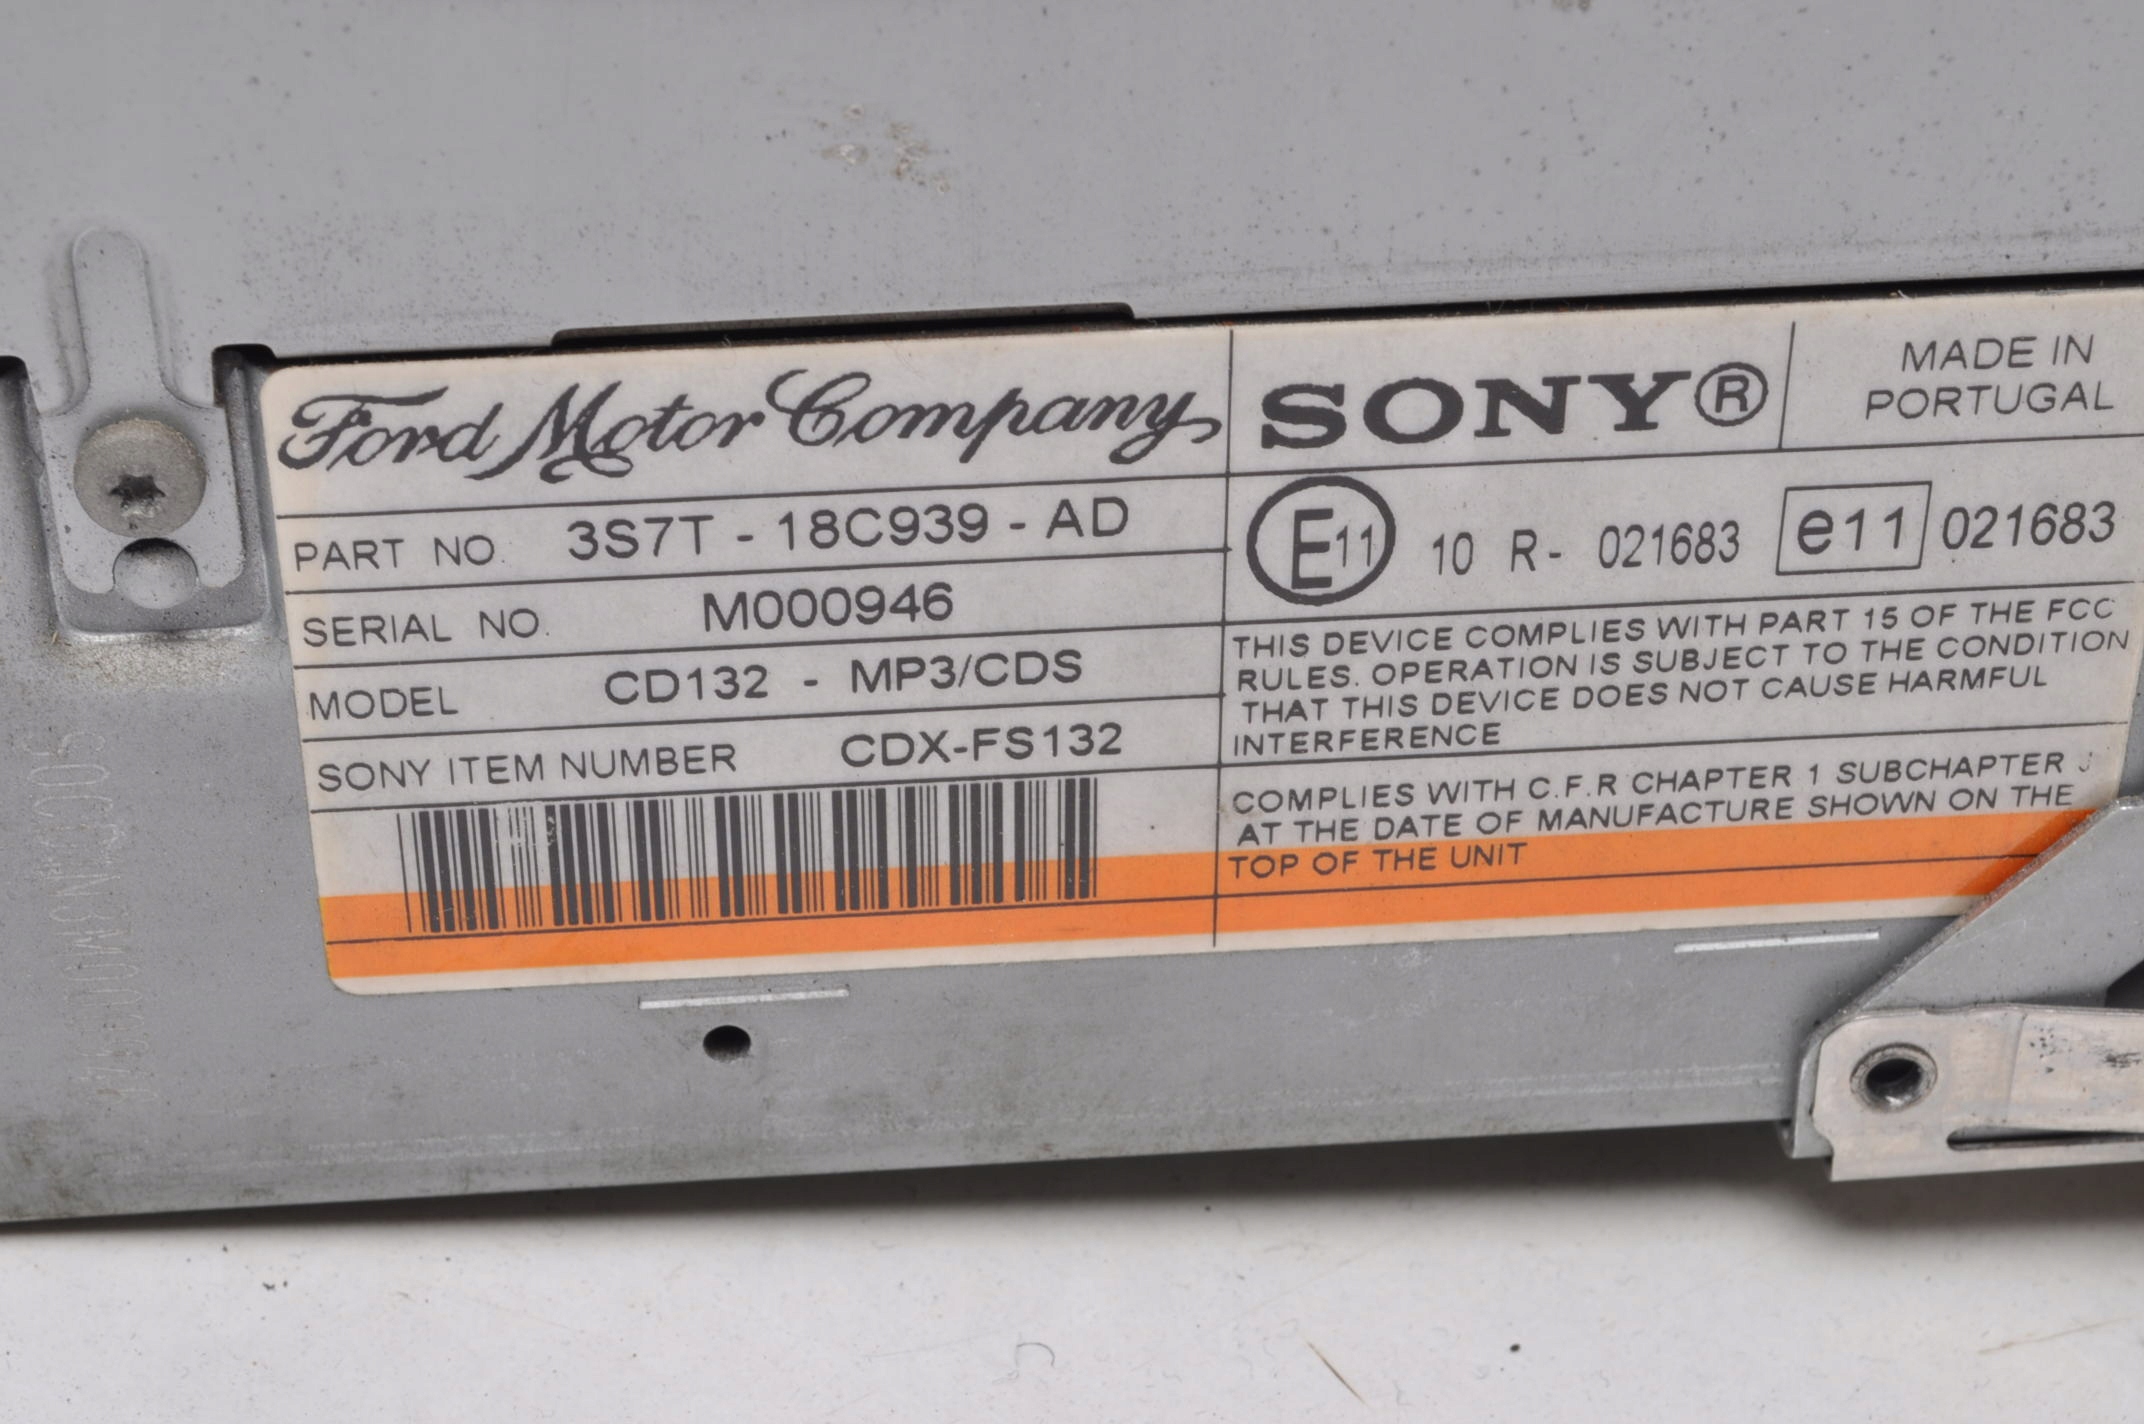 Ford Motor Company
SONY®
MADE IN
PORTUGAL
PART NO. 3S7T - 18C939 - AD
SERIAL NO. M000946
MODEL CD132 - MP3/CDS
SONY ITEM NUMBER CDX-FS132
E11 10 R- 021683 e11 021683
THIS DEVICE COMPLIES WITH PART 15 OF THE FCC
RULES. OPERATION IS SUBJECT TO THE CONDITION
THAT THIS DEVICE DOES NOT CAUSE HARMFUL
INTERFERENCE
COMPLIES WITH C.F.R CHAPTER 1 SUBCHAPTER J
AT THE DATE OF MANUFACTURE SHOWN ON THE
TOP OF THE UNIT